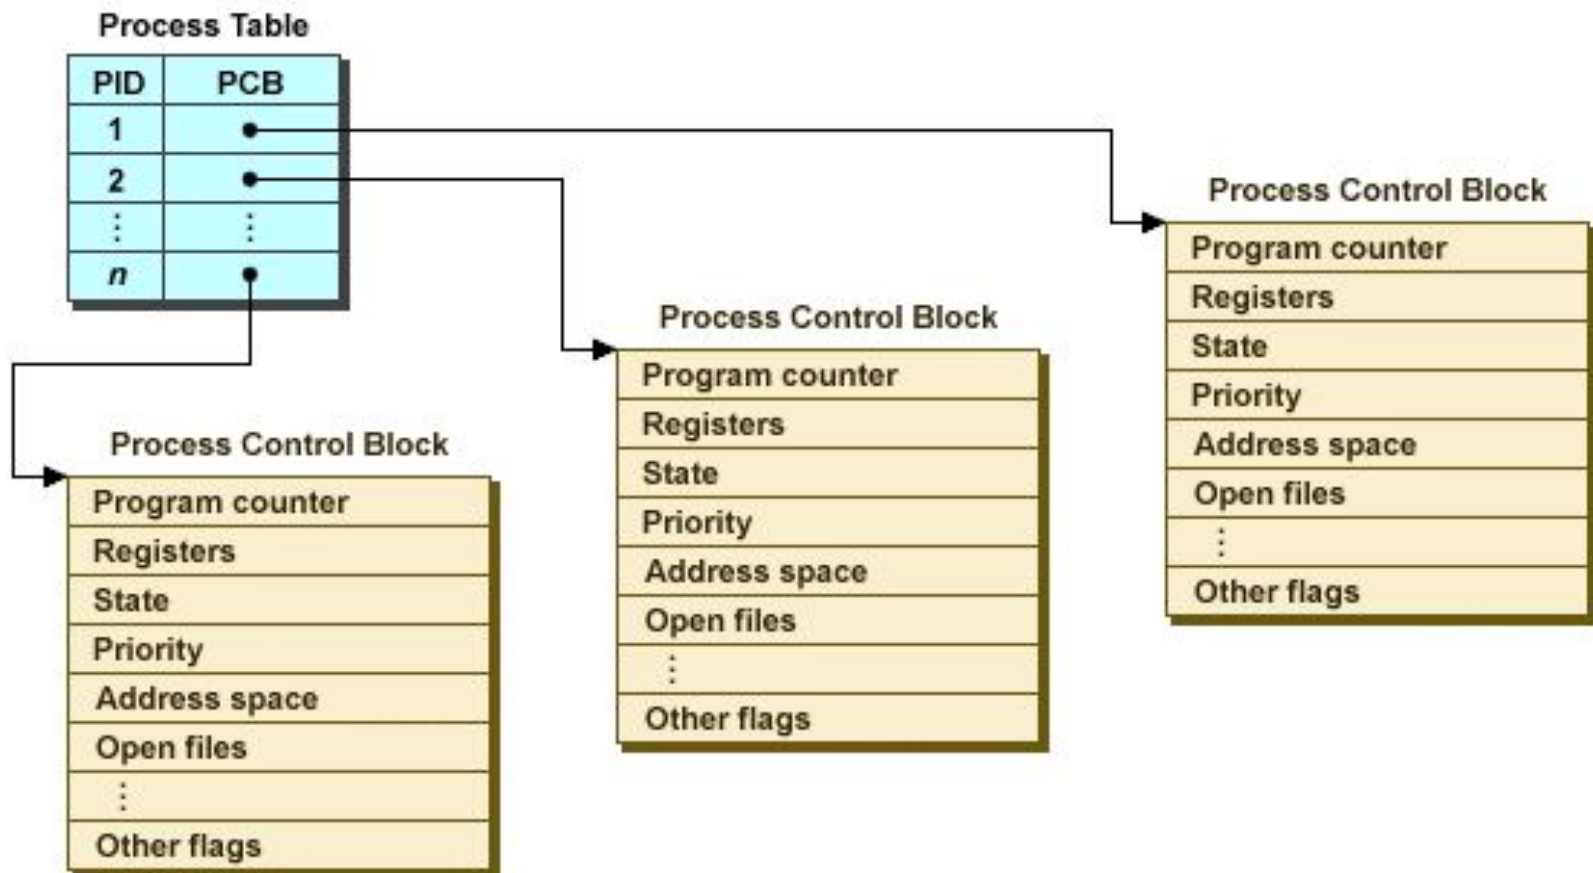 Process Table
PID PCB
1
2
⋮ ⋮
n
Process Control Block
Program counter
Registers
State
Priority
Address space
Open files
⋮
Other flags
Process Control Block
Program counter
Registers
State
Priority
Address space
Open files
⋮
Other flags
Process Control Block
Program counter
Registers
State
Priority
Address space
Open files
⋮
Other flags